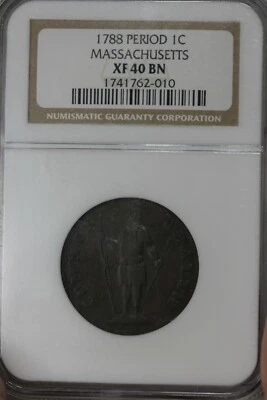 1788 PERIOD 1C
MASSACHUSETTS
XF 40 BN
1741762-010
NUMISMATIC GUARANTY CORPORATION